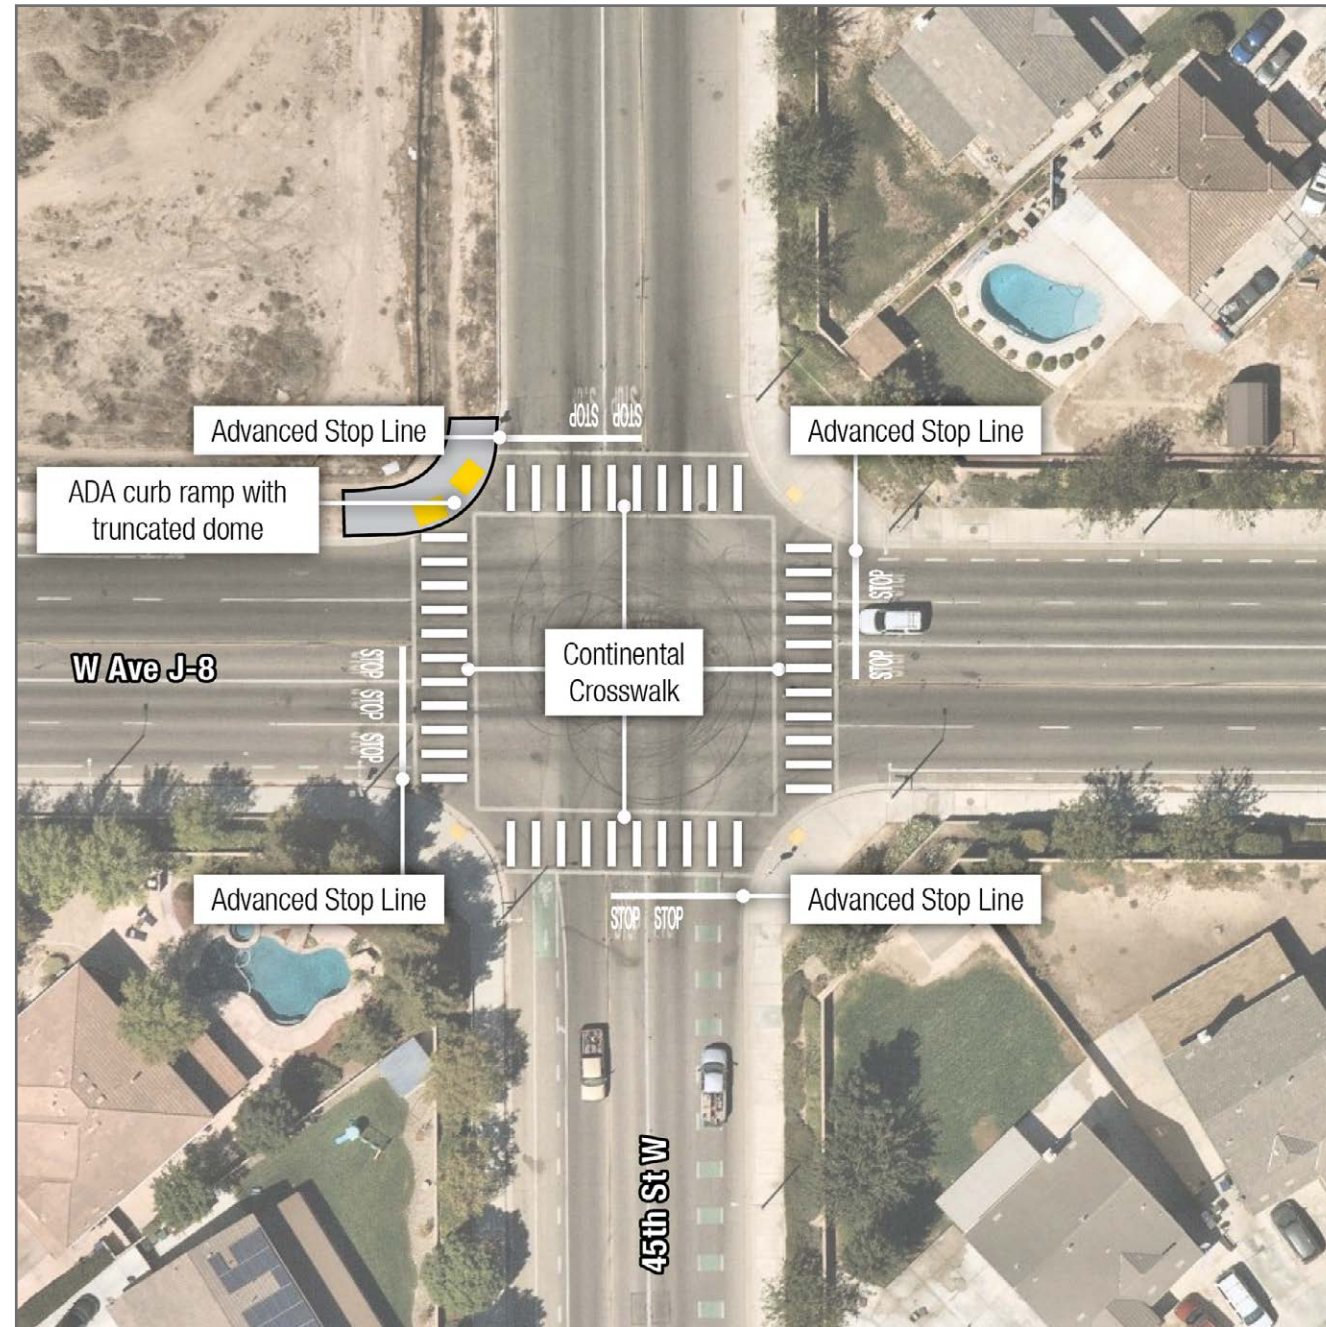 STOP
STOP
Advanced Stop Line
Advanced Stop Line
ADA curb ramp with
truncated dome
STOP
STOP
Continental
Crosswalk
W Ave J-8
STOP
STOP
STOP
Advanced Stop Line
Advanced Stop Line
STOP
STOP
45th St W